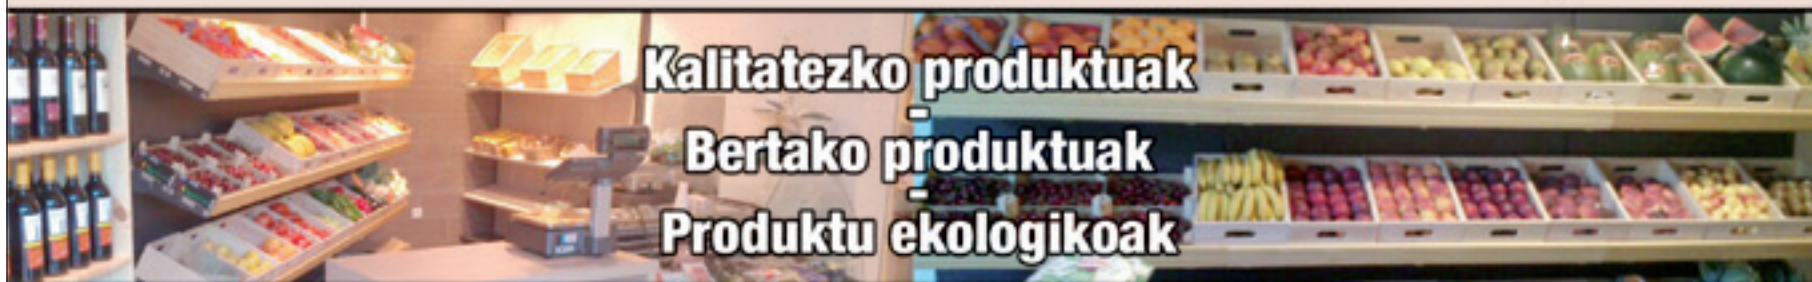 Kalitatezko produktuak
-
Bertako produktuak
-
Produktu ekologikoak